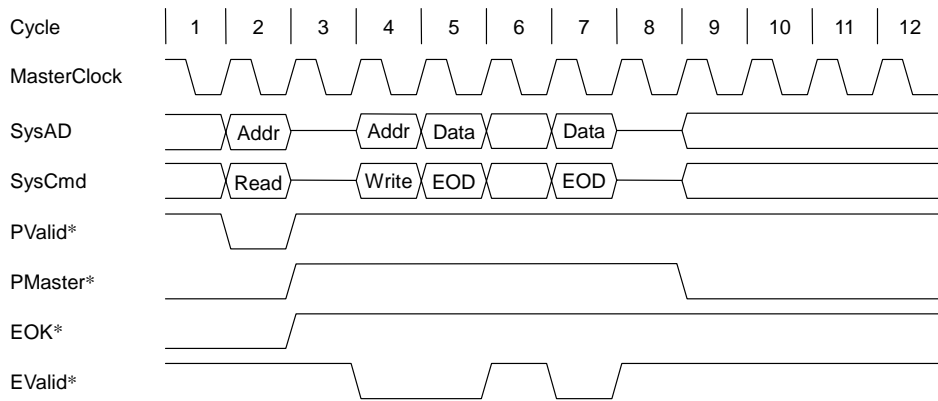 Cycle 1 2 3 4 5 6 7 8 9 10 11 12
MasterClock
SysAD Addr Addr Data Data
SysCmd Read Write EOD EOD
PValid*
PMaster*
EOK*
EValid*